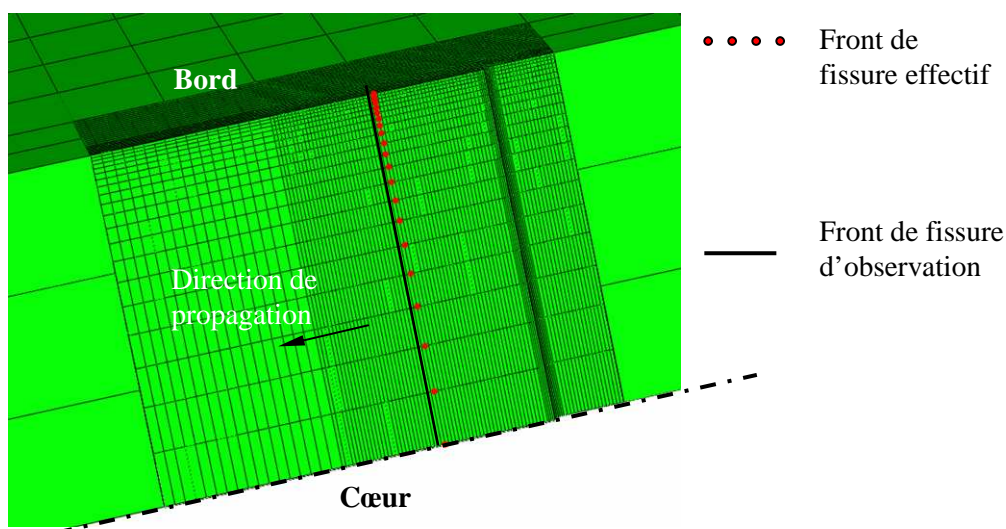 Bord
Direction de
propagation
Cœur
Front de
fissure effectif
Front de fissure
d’observation